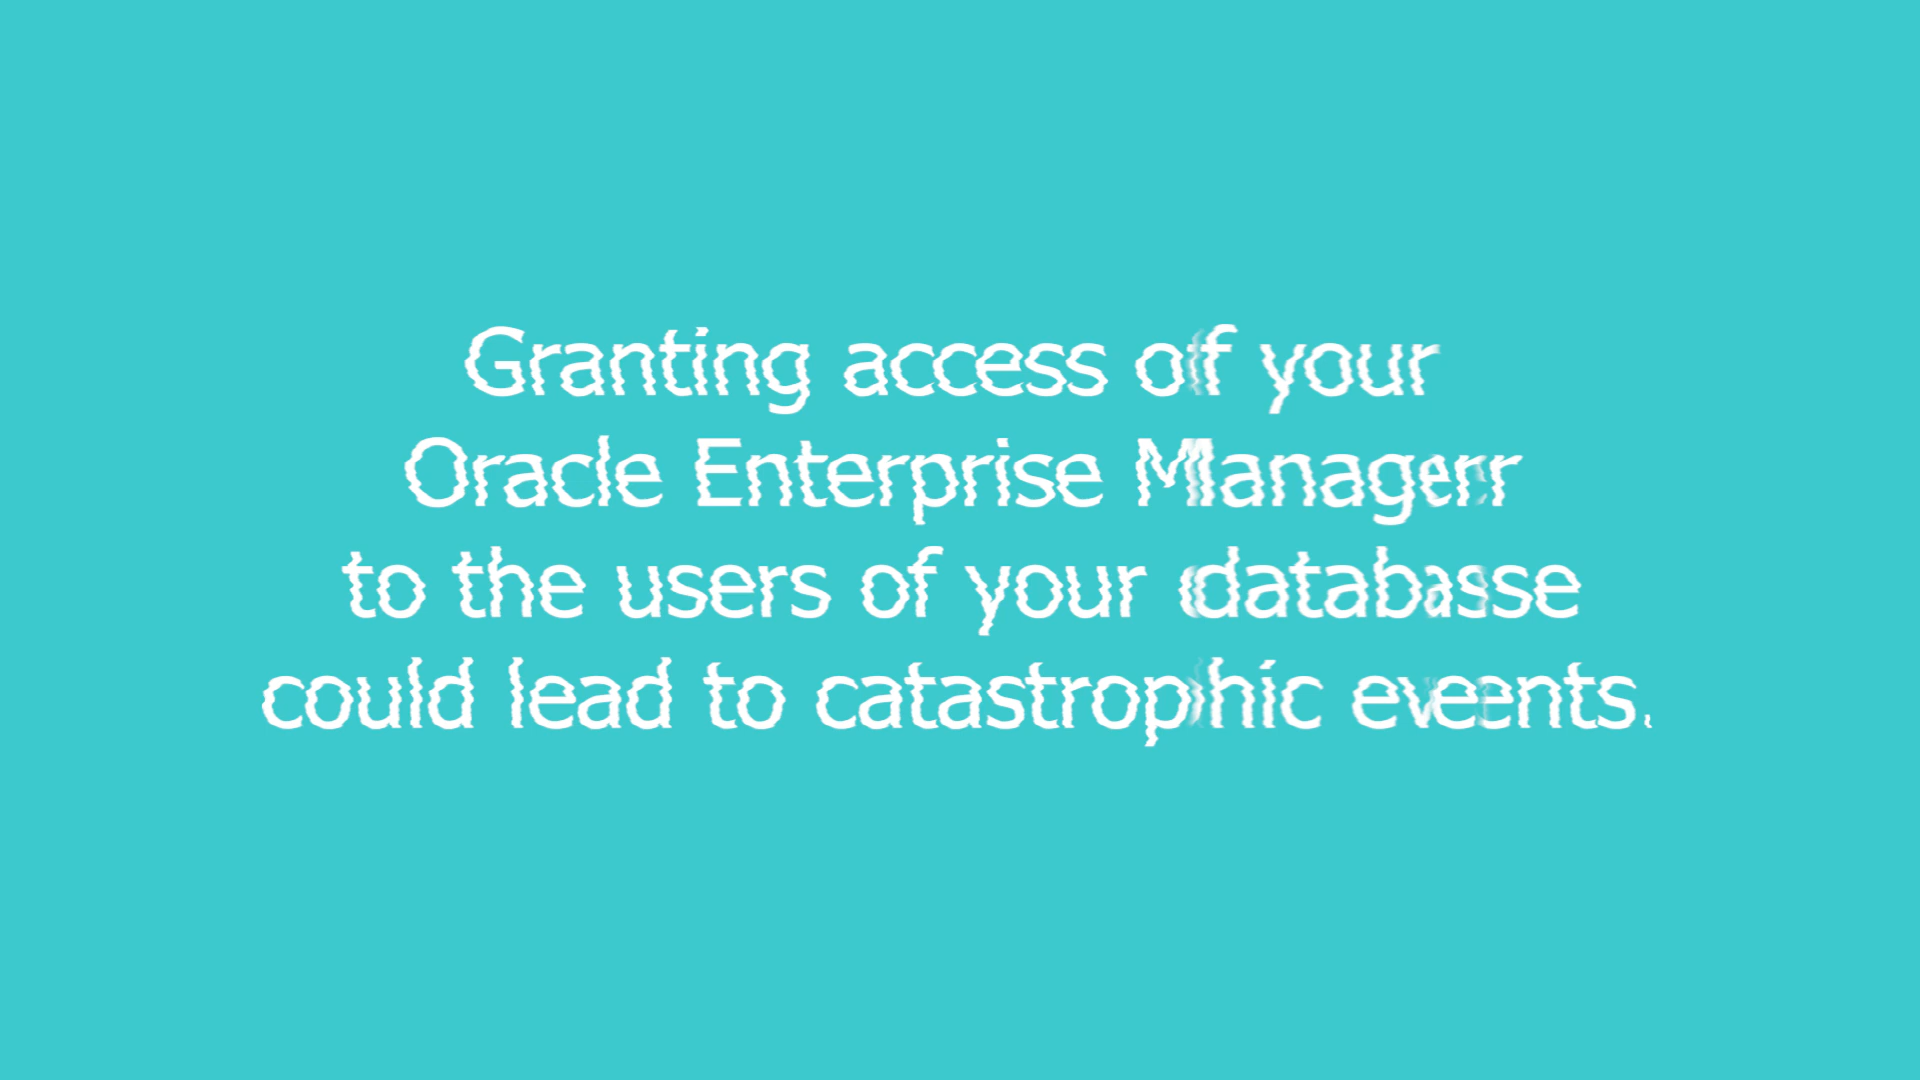 Granting access of your
Oracle Enterprise Manager
to the users of your database
could lead to catastrophic events.